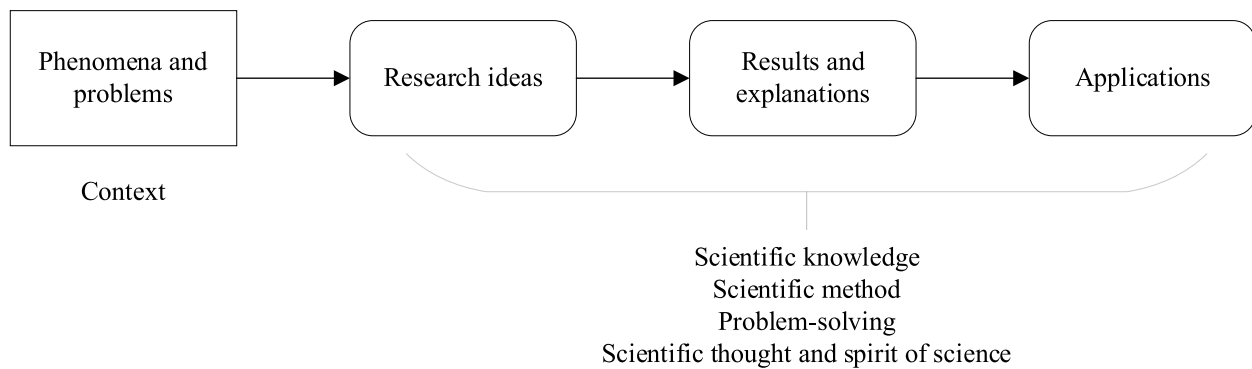 Phenomena and
problems
Research ideas
Results and
explanations
Applications
Context
Scientific knowledge
Scientific method
Problem-solving
Scientific thought and spirit of science